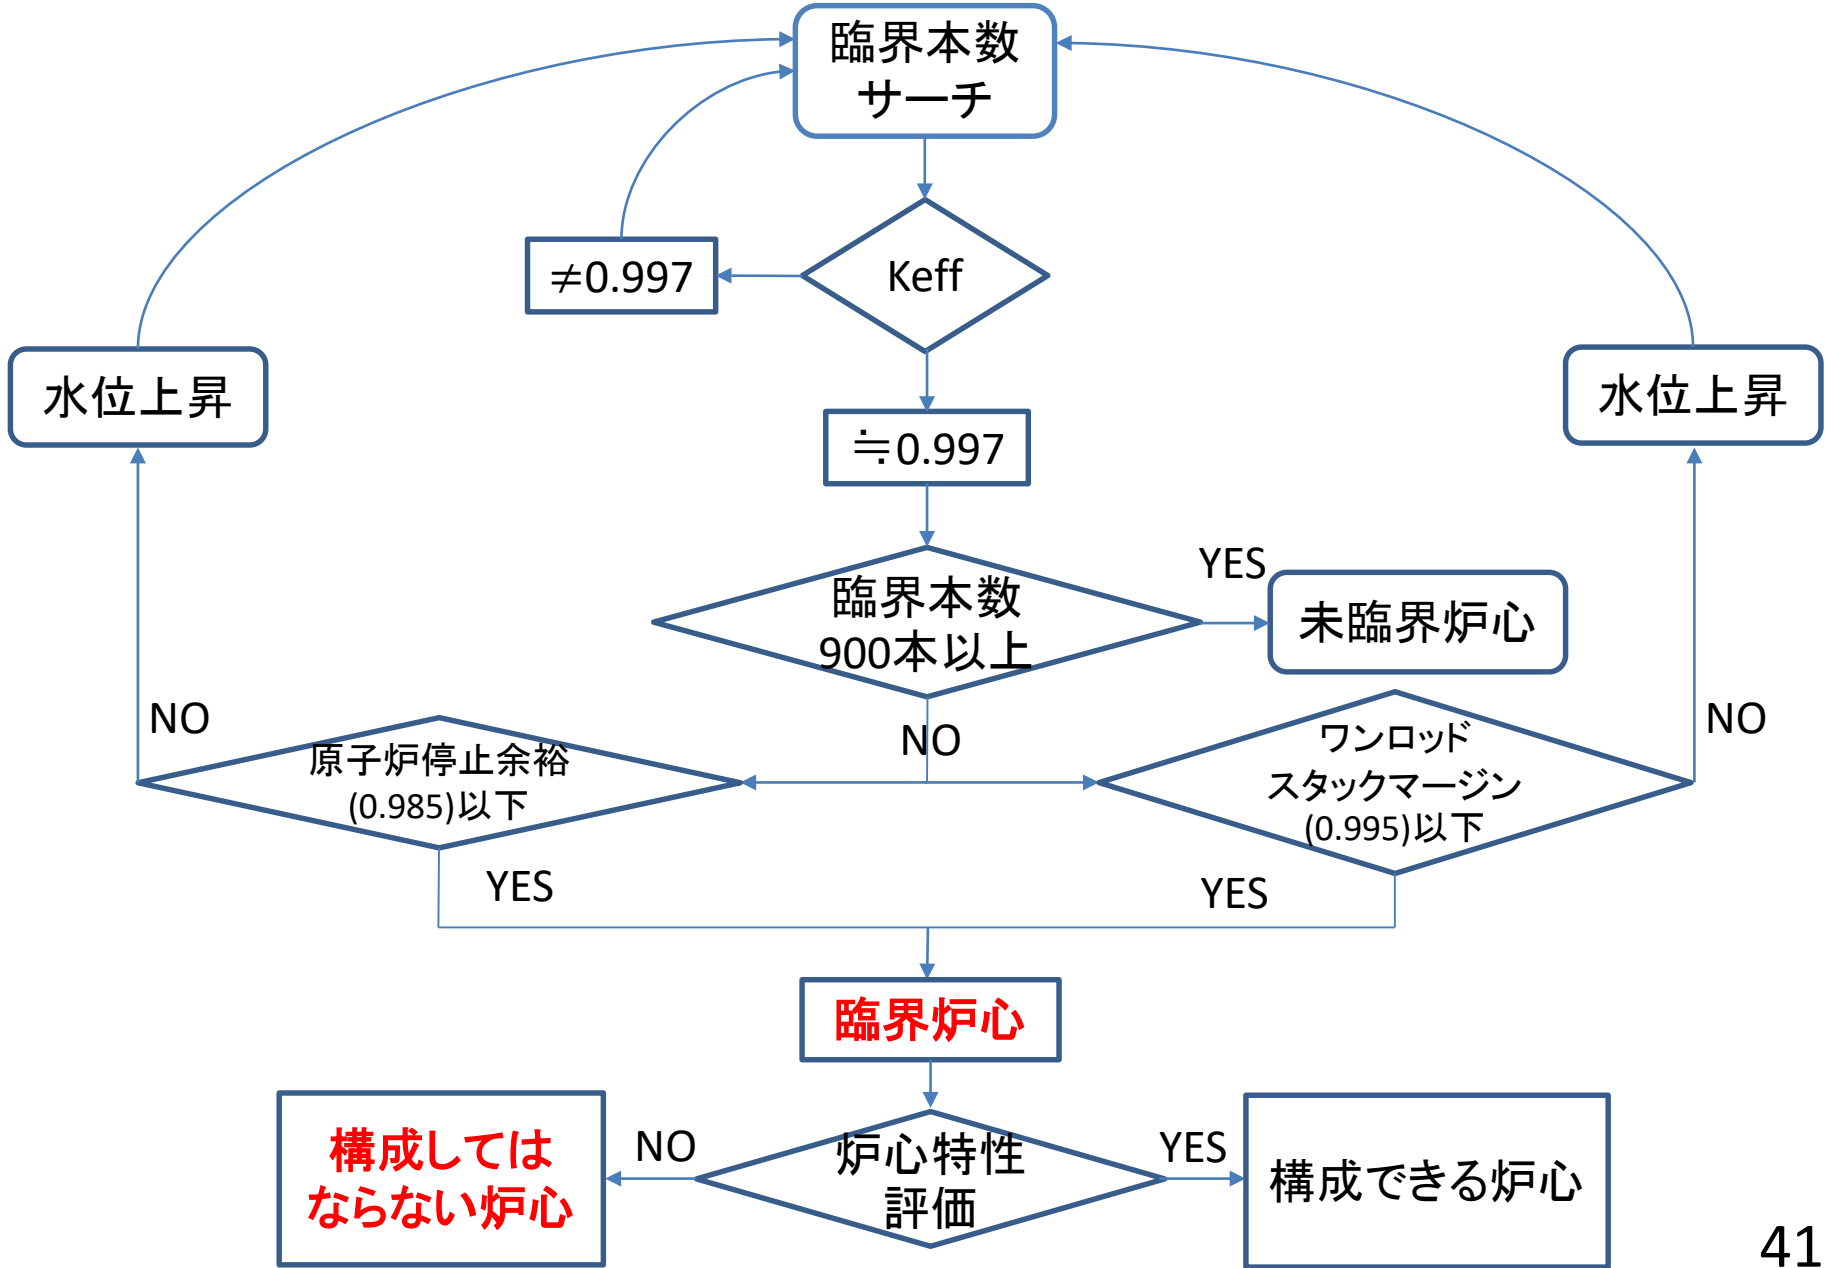 臨界本数
サーチ
≠0.997
Keff
水位上昇
水位上昇
≒0.997
臨界本数
900本以上
YES
未臨界炉心
NO
NO
NO
原子炉停止余裕
(0.985)以下
ワンロッド
スタックマージン
(0.995)以下
YES
YES
臨界炉心
構成しては
ならない炉心
NO
炉心特性
評価
YES
構成できる炉心
41